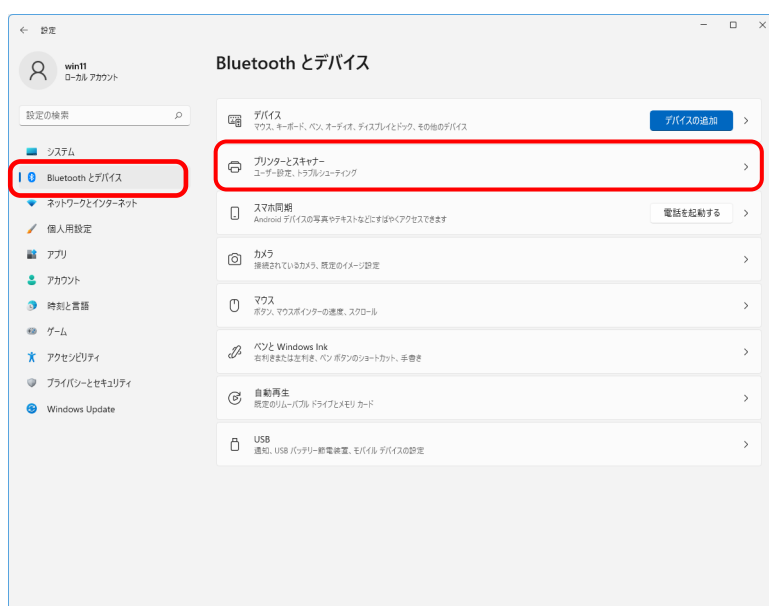 設定
win11
ローカル アカウント
設定の検索
システム
Bluetooth とデバイス
ネットワークとインターネット
個人用設定
アプリ
アカウント
時刻と言語
ゲーム
アクセシビリティ
プライバシーとセキュリティ
Windows Update
Bluetooth とデバイス
デバイス
マウス、キーボード、ペン、オーディオ、ディスプレイとドック、その他のデバイス
デバイスの追加
プリンターとスキャナー
ユーザー設定、トラブルシューティング
スマホ同期
Android デバイスの写真やテキストなどにすばやくアクセスできます
電話を起動する
カメラ
接続されているカメラ、既定のイメージ設定
マウス
ボタン、マウス ポインターの速度、スクロール
ペンと Windows Ink
右利きまたは左利き、ペン ボタンのショートカット、手書き
自動再生
既定のリムーバブル ドライブとメモリ カード
USB
通知、USB バッテリー節電装置、モバイル デバイスの設定